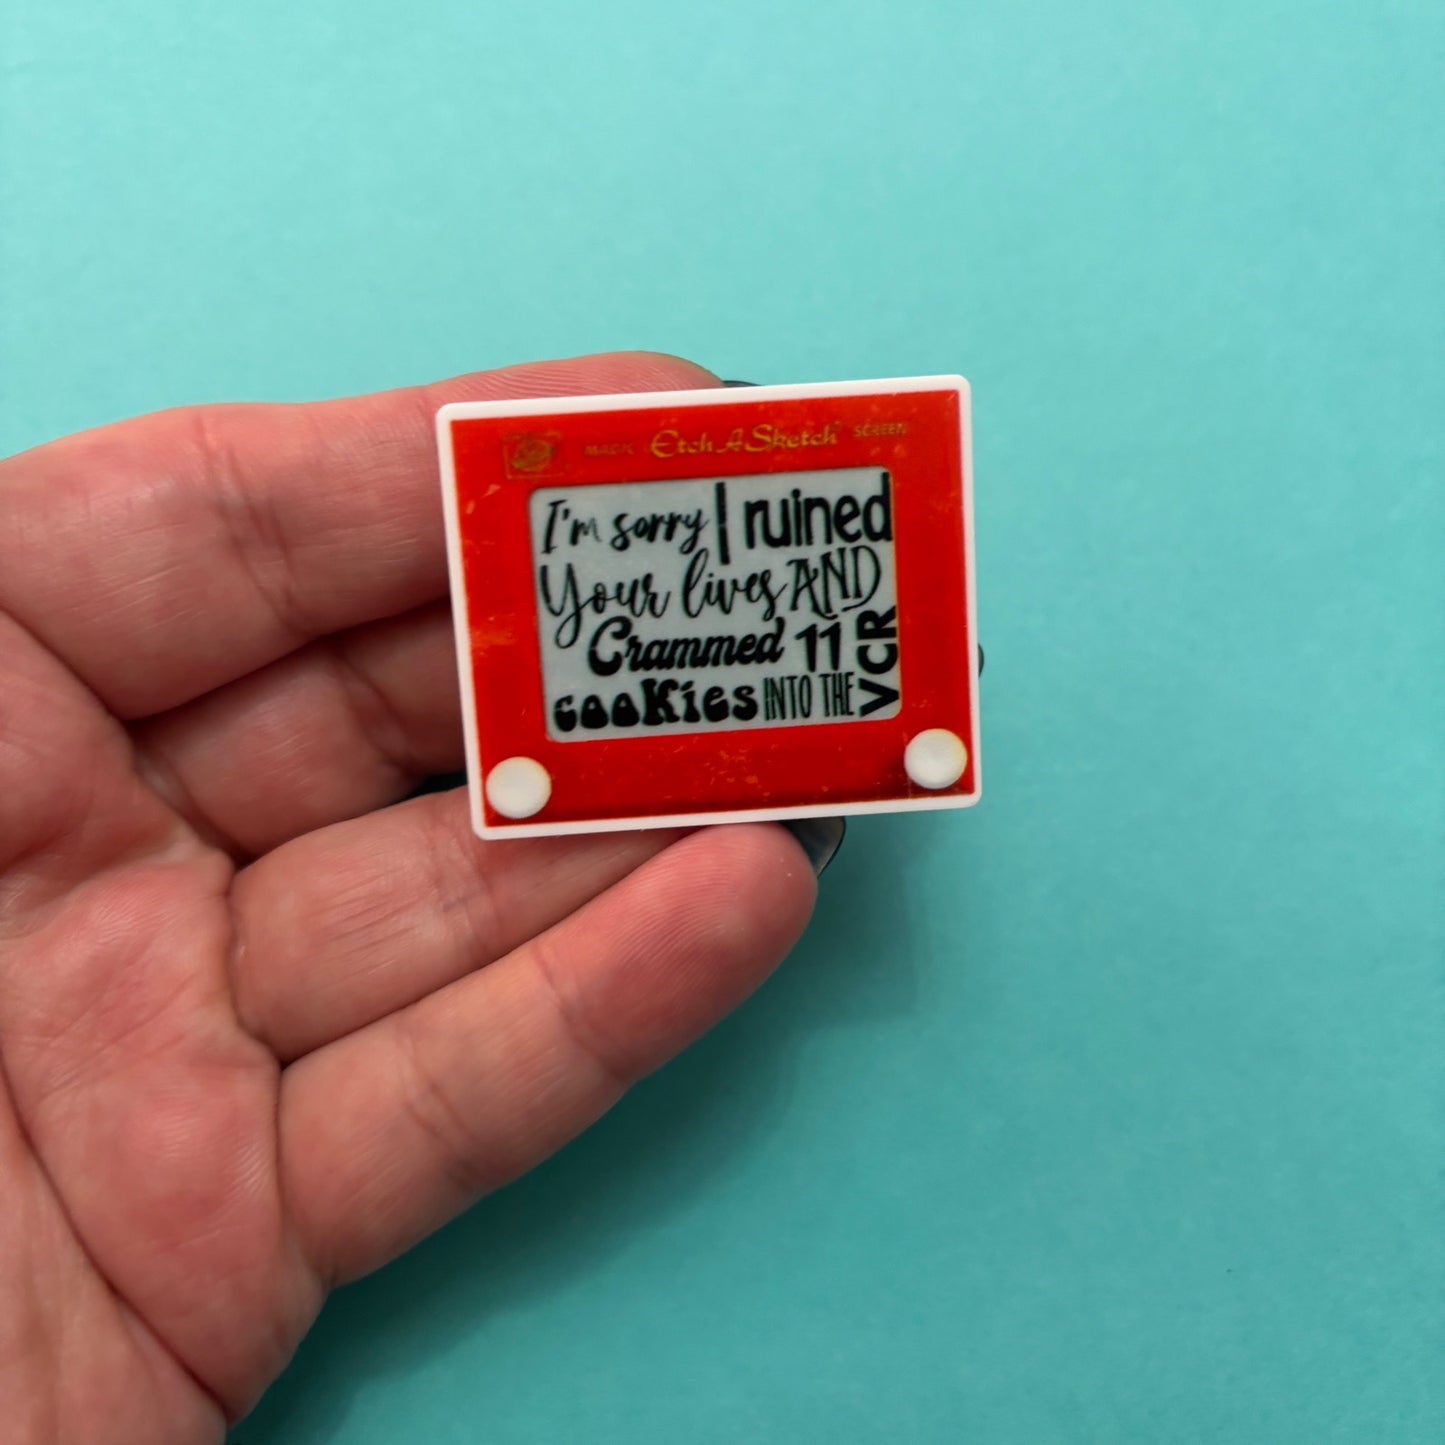 MAGIC Etch A Sketch SCREEN
I'm sorry I ruined
Your lives AND
Crammed 11
cookies INTO THE VCR